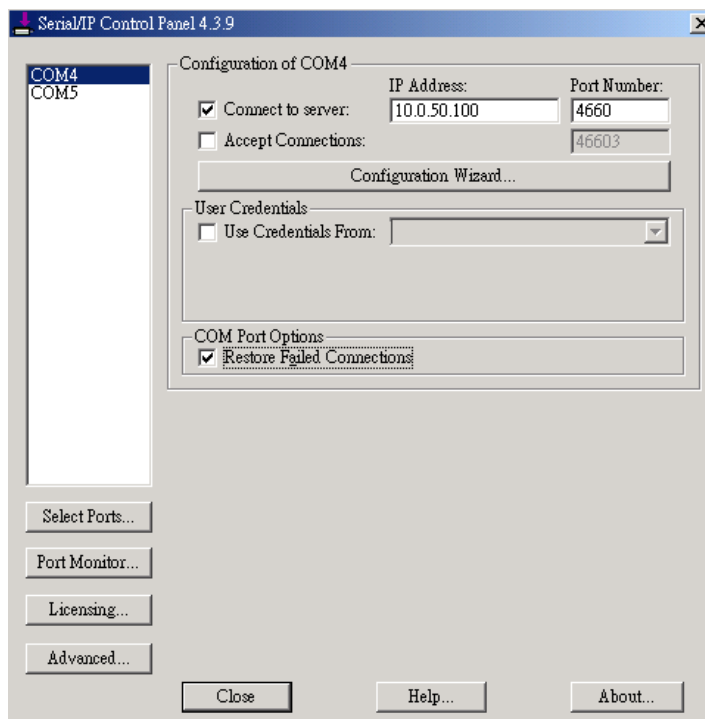 Serial/IP Control Panel 4.3.9
COM4
COM5
Configuration of COM4
IP Address: Port Number:
Connect to server: 10.0.50.100 4660
Accept Connections: 46603
Configuration Wizard...
User Credentials
Use Credentials From:
COM Port Options
Restore Failed Connections
Select Ports...
Port Monitor...
Licensing...
Advanced...
Close Help... About...